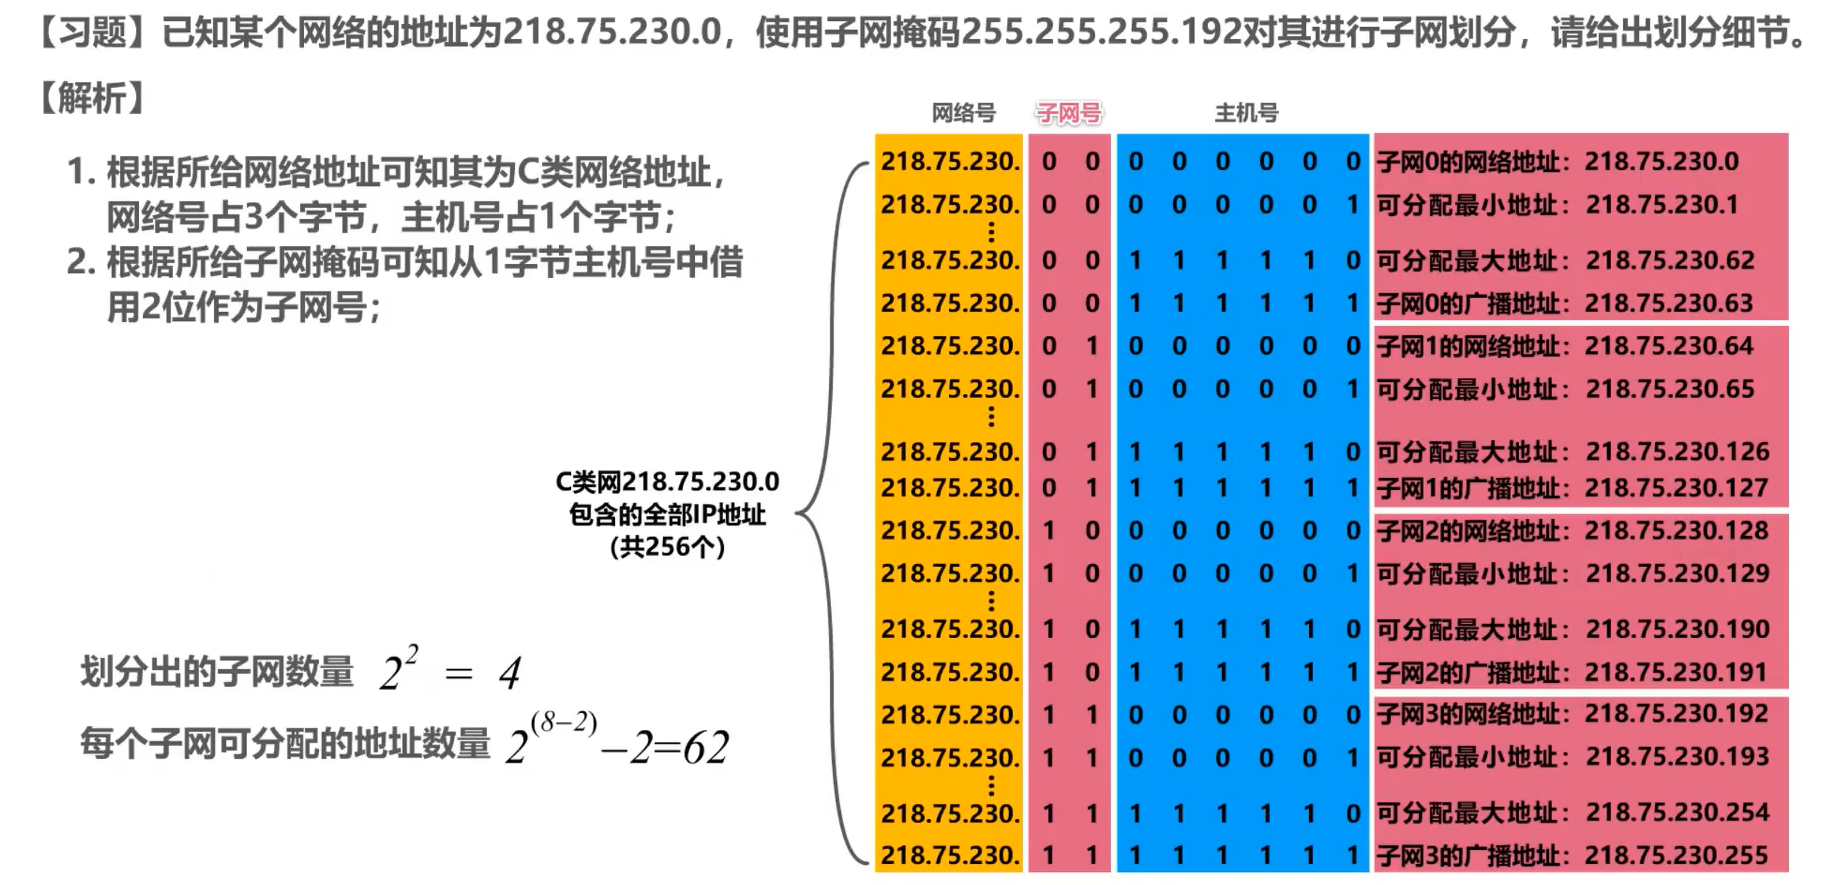 【习题】已知某个网络的地址为218.75.230.0，使用子网掩码255.255.255.192对其进行子网划分，请给出划分细节。
【解析】
1. 根据所给网络地址可知其为C类网络地址，
网络号占3个字节，主机号占1个字节；
2. 根据所给子网掩码可知从1字节主机号中借
用2位作为子网号；
C类网218.75.230.0
包含的全部IP地址
（共256个）
划分出的子网数量 2^2 = 4
每个子网可分配的地址数量 2^(8−2) −2=62
网络号 子网号 主机号
218.75.230. 0 0 0 0 0 0 0 0 子网0的网络地址：218.75.230.0
218.75.230. 0 0 0 0 0 0 0 1 可分配最小地址：218.75.230.1
⋮
218.75.230. 0 0 1 1 1 1 1 0 可分配最大地址：218.75.230.62
218.75.230. 0 0 1 1 1 1 1 1 子网0的广播地址：218.75.230.63
218.75.230. 0 1 0 0 0 0 0 0 子网1的网络地址：218.75.230.64
218.75.230. 0 1 0 0 0 0 0 1 可分配最小地址：218.75.230.65
⋮
218.75.230. 0 1 1 1 1 1 1 0 可分配最大地址：218.75.230.126
218.75.230. 0 1 1 1 1 1 1 1 子网1的广播地址：218.75.230.127
218.75.230. 1 0 0 0 0 0 0 0 子网2的网络地址：218.75.230.128
218.75.230. 1 0 0 0 0 0 0 1 可分配最小地址：218.75.230.129
⋮
218.75.230. 1 0 1 1 1 1 1 0 可分配最大地址：218.75.230.190
218.75.230. 1 0 1 1 1 1 1 1 子网2的广播地址：218.75.230.191
218.75.230. 1 1 0 0 0 0 0 0 子网3的网络地址：218.75.230.192
218.75.230. 1 1 0 0 0 0 0 1 可分配最小地址：218.75.230.193
⋮
218.75.230. 1 1 1 1 1 1 1 0 可分配最大地址：218.75.230.254
218.75.230. 1 1 1 1 1 1 1 1 子网3的广播地址：218.75.230.255